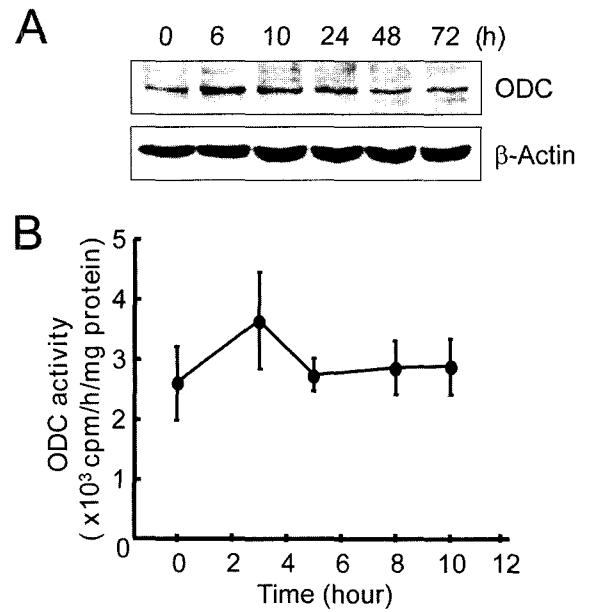 A
0 6 10 24 48 72 (h)
ODC
β-Actin
B
ODC activity
( x10³ cpm/h/mg protein)
5
4
3
2
1
0
0 2 4 6 8 10 12
Time (hour)